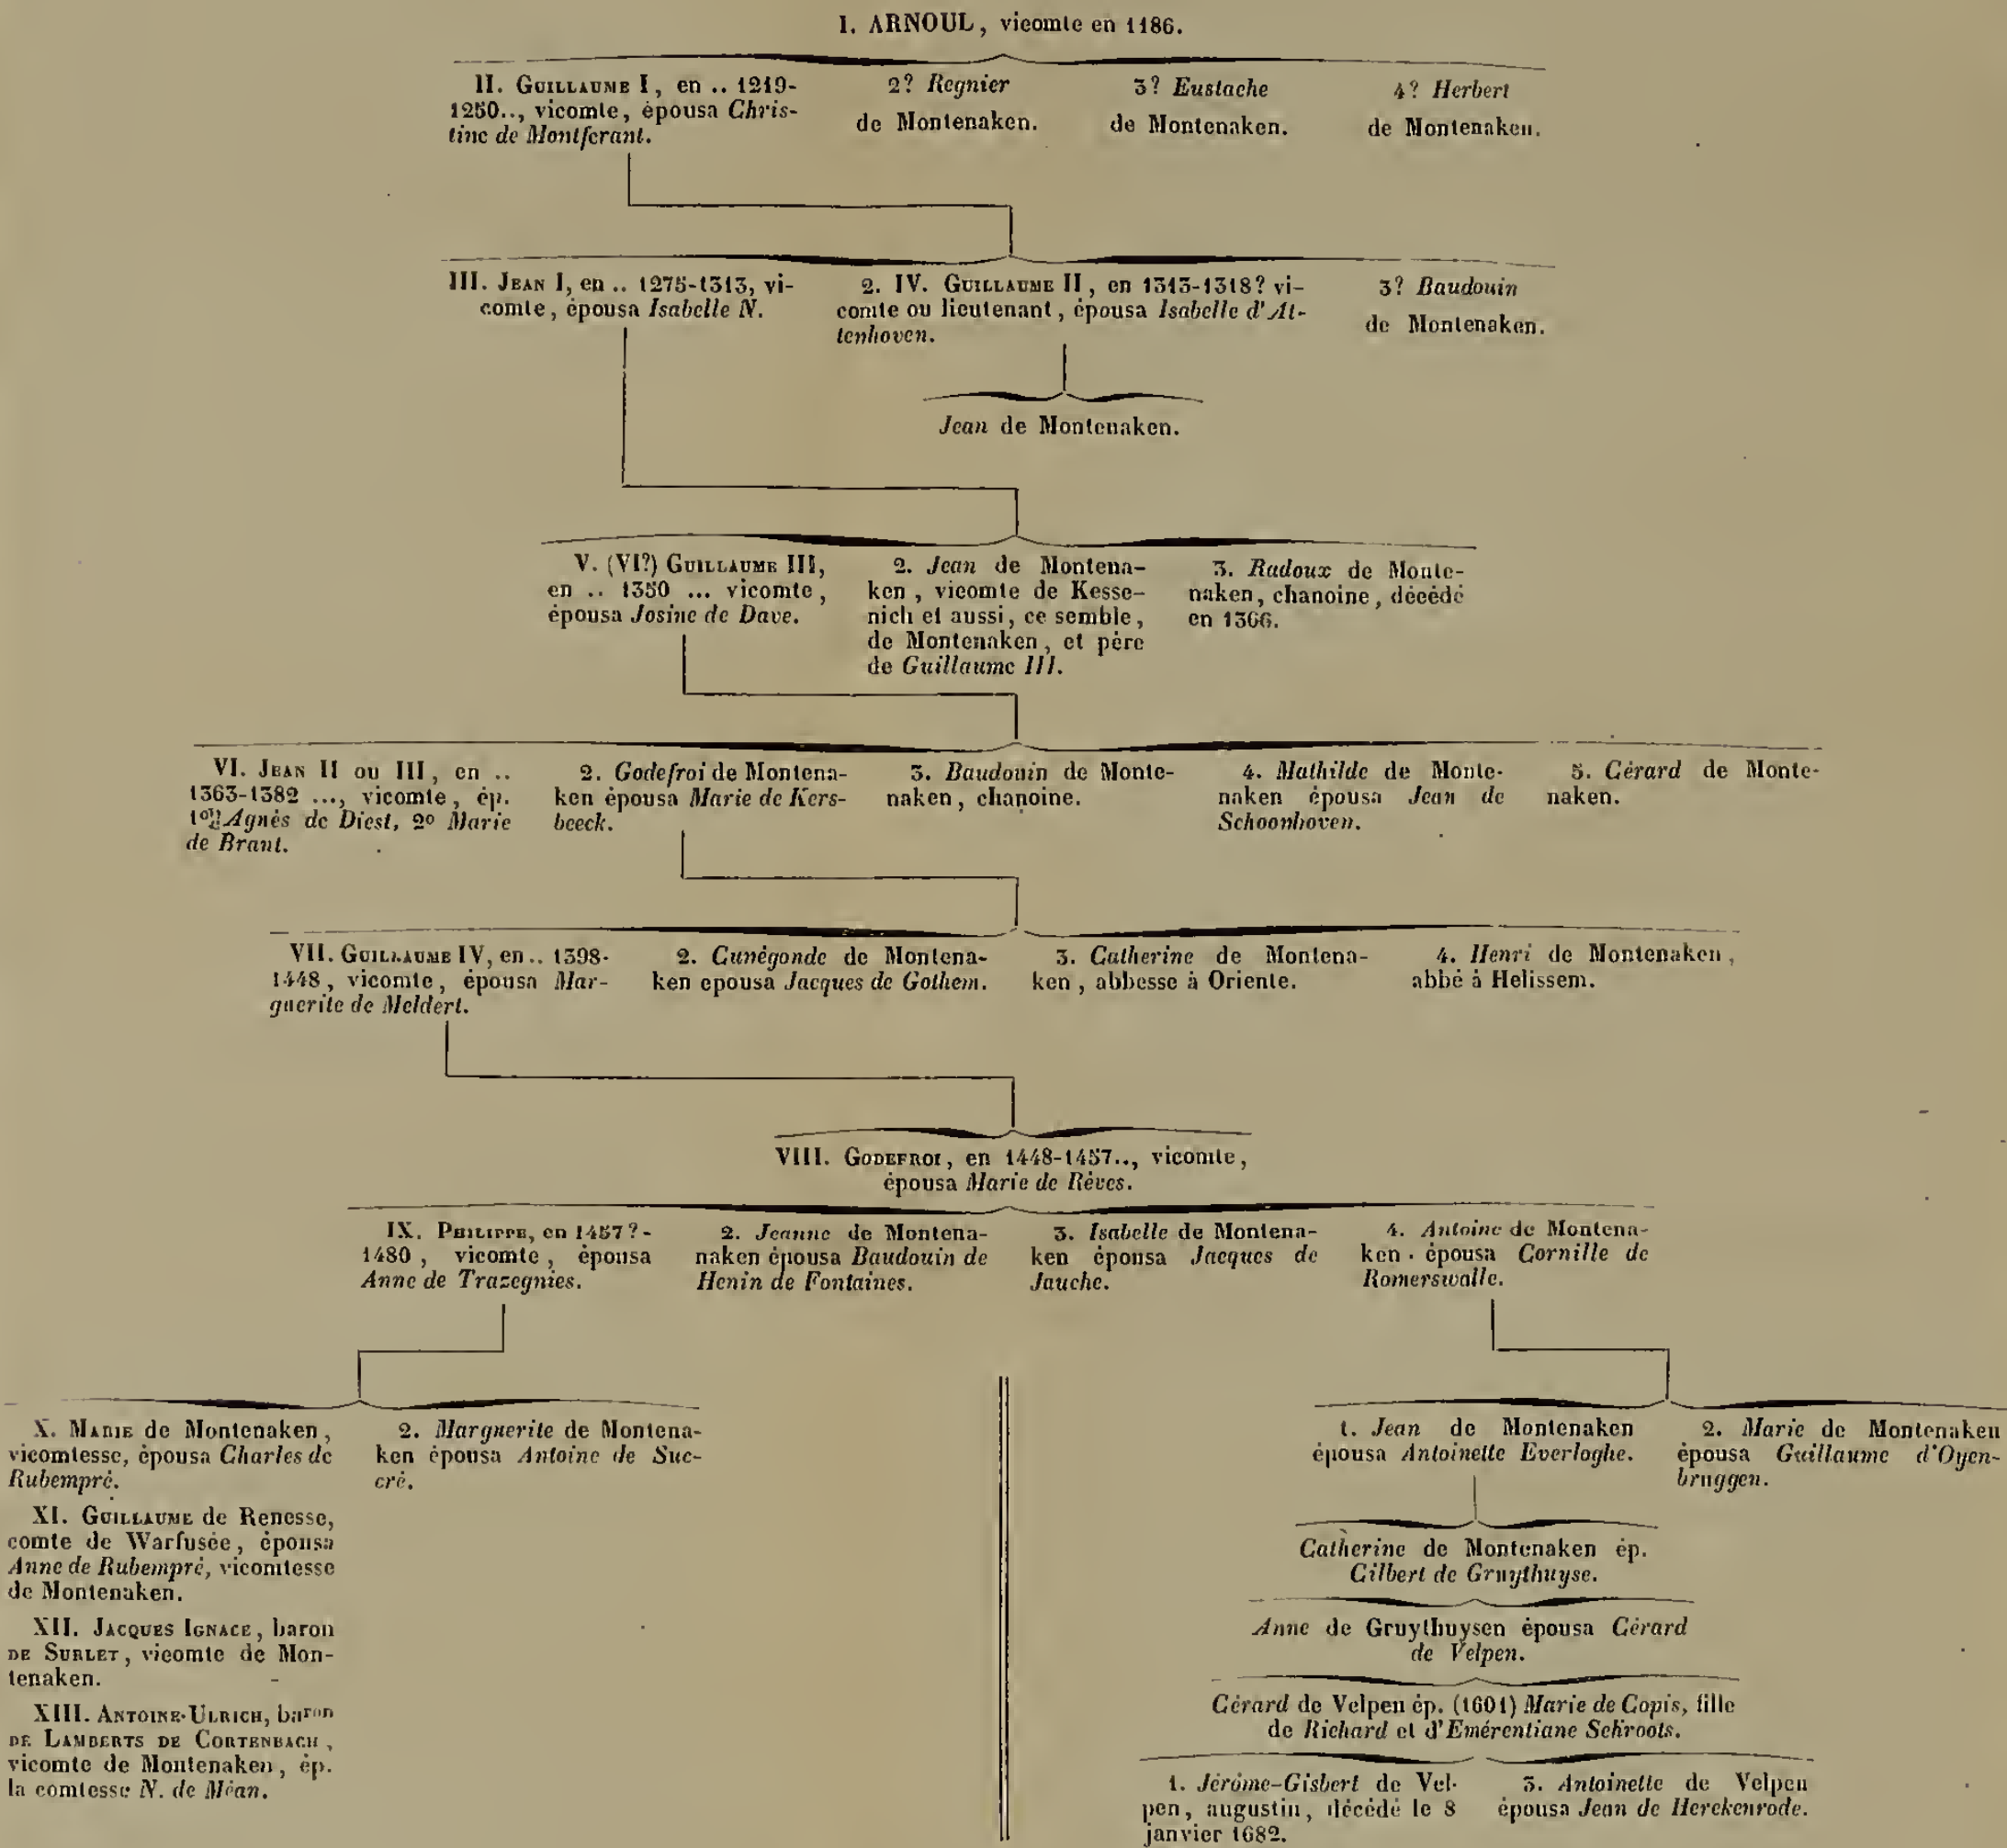 I. ARNOUL, vicomte en 1186.
II. GUILLAUME I, en .. 1219-
1250.., vicomte, épousa Chris-
tine de Montferant.
2? Regnier
de Montenaken.
3? Eustache
de Montenaken.
4? Herbert
de Montenaken.
III. JEAN I, en .. 1275-1313, vi-
comte, épousa Isabelle N.
2. IV. GUILLAUME II, en 1313-1318? vi-
comte ou lieutenant, épousa Isabelle d'Al-
tenhoven.
3? Baudouin
de Montenaken.
Jean de Montenaken.
V. (VI?) GUILLAUME III,
en .. 1350 ... vicomte,
épousa Josine de Dave.
2. Jean de Montena-
ken, vicomte de Kesse-
nich et aussi, ce semble,
de Montenaken, et père
de Guillaume III.
3. Radoux de Monte-
naken, chanoine, décédé
en 1366.
VI. JEAN II ou III, en ..
1363-1382 ..., vicomte, ép.
1º Agnès de Diest, 2º Marie
de Brant.
2. Godefroi de Montena-
ken épousa Marie de Kers-
beeck.
3. Baudouin de Monte-
naken, chanoine.
4. Mathilde de Monte-
naken épousa Jean de
Schoonhoven.
5. Gérard de Monte-
naken.
VII. GUILLAUME IV, en .. 1398-
1448, vicomte, épousa Mar-
guerite de Meldert.
2. Cunégonde de Montena-
ken epousa Jacques de Gothem.
3. Catherine de Montena-
ken, abbesse à Oriente.
4. Henri de Montenaken,
abbé à Helissem.
VIII. GODEFROI, en 1448-1457.., vicomte,
épousa Marie de Rèves.
IX. PHILIPPE, en 1457?-
1480, vicomte, épousa
Anne de Trazegnies.
2. Jeanne de Montena-
naken épousa Baudouin de
Henin de Fontaines.
3. Isabelle de Montena-
ken épousa Jacques de
Jauche.
4. Antoine de Montena-
ken · épousa Cornille de
Romerswalle.
X. MARIE de Montenaken,
vicomtesse, épousa Charles de
Rubempré.
2. Marguerite de Montena-
ken épousa Antoine de Suc-
cré.
XI. GUILLAUME de Renesse,
comte de Warfusée, épousa
Anne de Rubempré, vicomtesse
de Montenaken.
XII. JACQUES IGNACE, baron
DE SURLET, vicomte de Mon-
tenaken.
XIII. ANTOINE-ULRICH, baron
DE LAMBERTS DE CORTENBACH,
vicomte de Montenaken, ép.
la comtesse N. de Méan.
1. Jean de Montenaken
épousa Antoinette Everloghe.
2. Marie de Montenaken
épousa Guillaume d'Oyen-
bruggen.
Catherine de Montenaken ép.
Gilbert de Gruythuyse.
Anne de Gruythuysen épousa Gérard
de Velpen.
Gérard de Velpen ép. (1601) Marie de Copis, fille
de Richard et d'Emérentiane Schroots.
1. Jérôme-Gisbert de Vel-
pen, augustin, décédé le 8
janvier 1682.
3. Antoinette de Velpen
épousa Jean de Herckenrode.